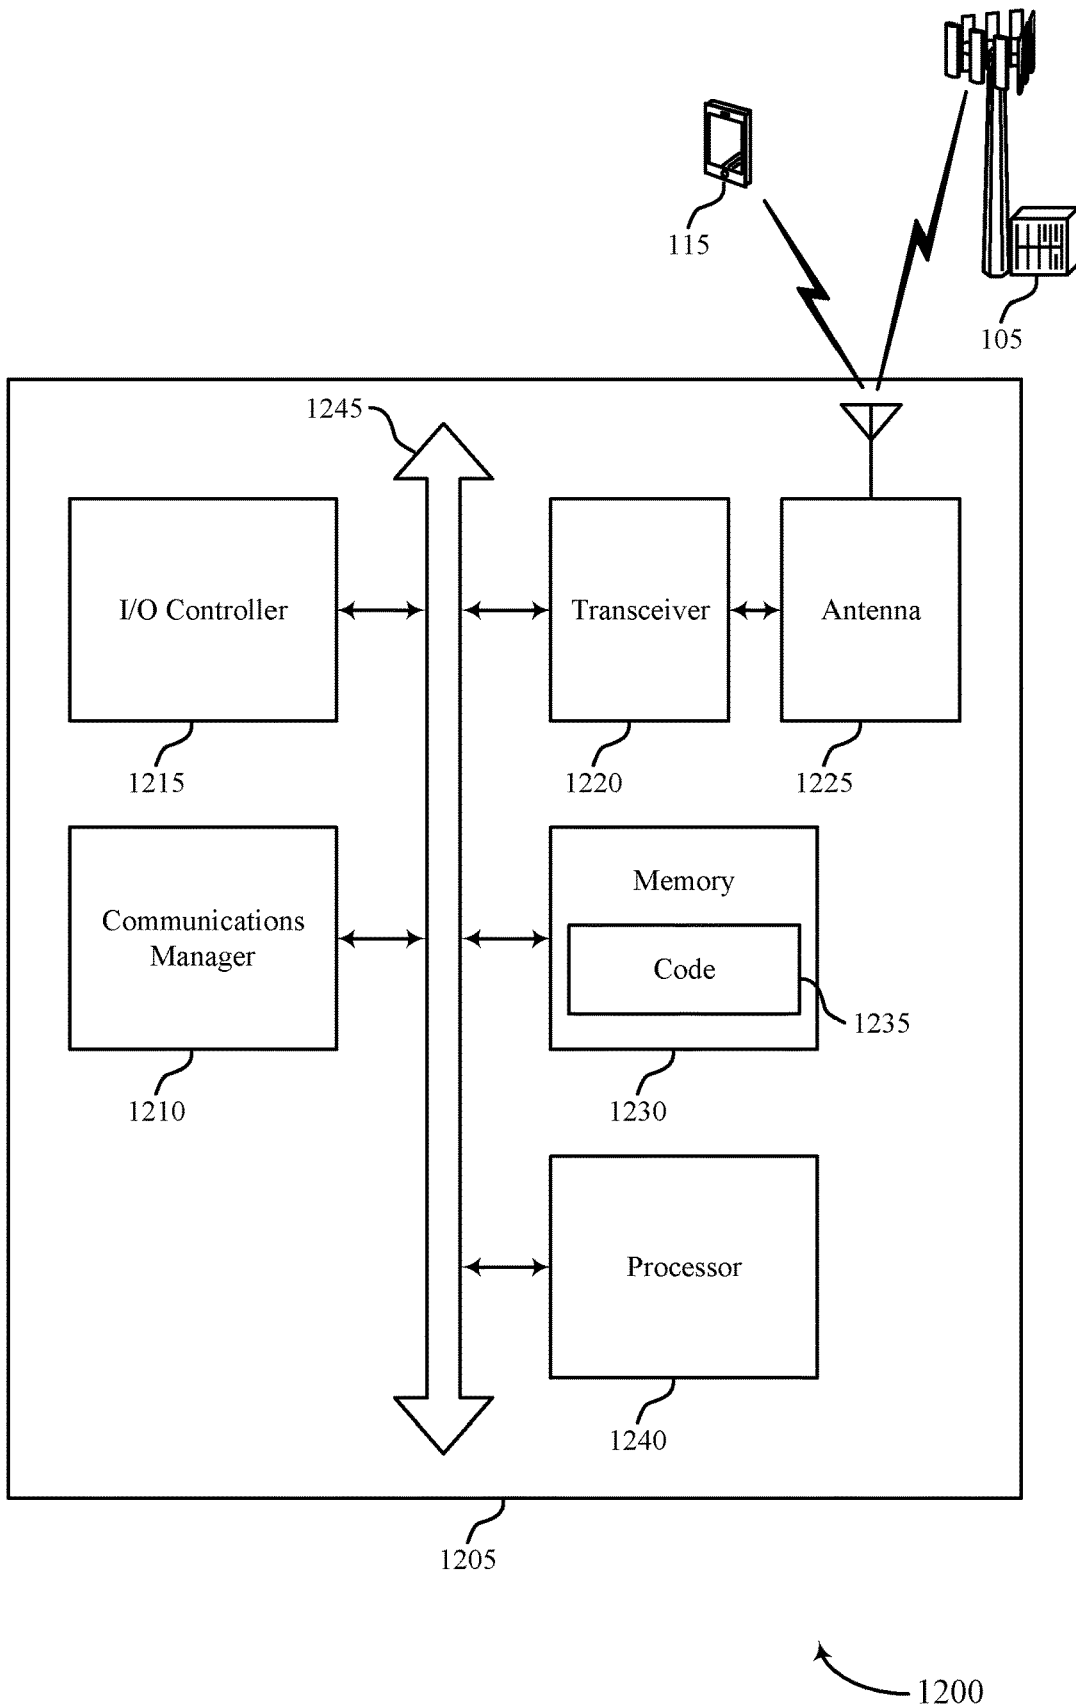 115
105
1245
I/O Controller
Transceiver
Antenna
1215
1220
1225
Communications
Manager
Memory
Code
1235
1210
1230
Processor
1240
1205
1200